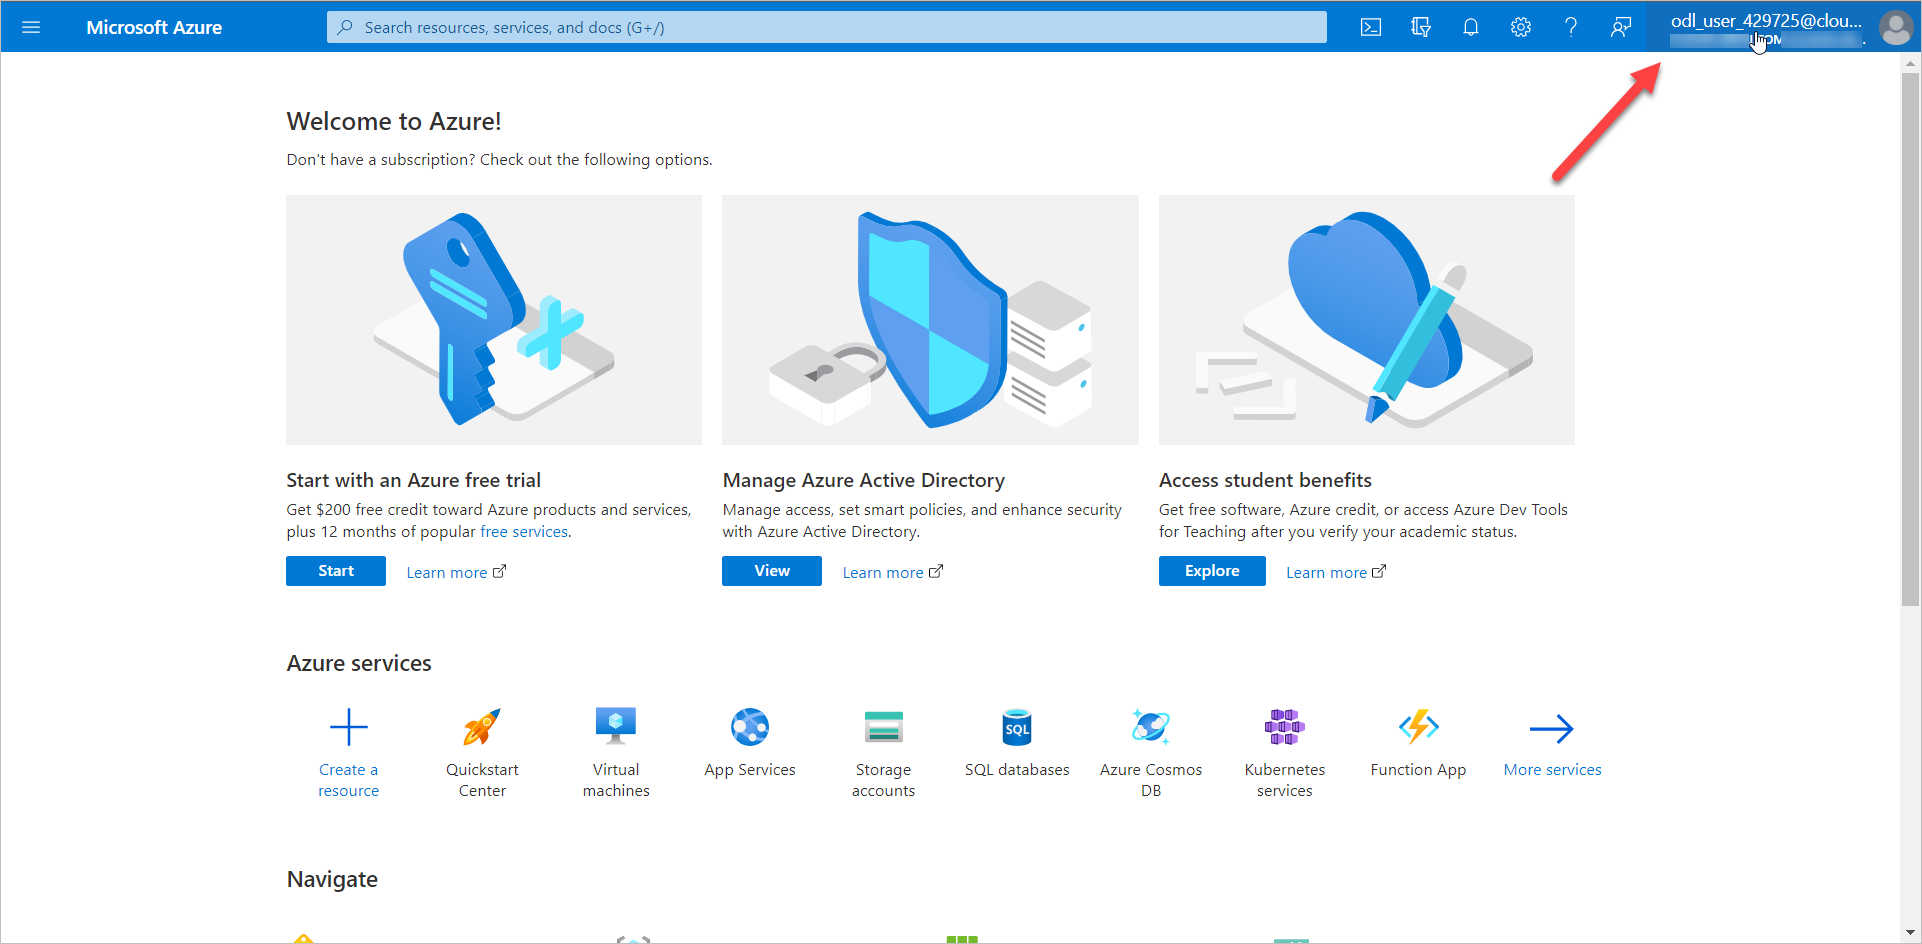 Microsoft Azure
Search resources, services, and docs (G+/)
odl_user_429725@clou...
Welcome to Azure!
Don't have a subscription? Check out the following options.
Start with an Azure free trial
Get $200 free credit toward Azure products and services,
plus 12 months of popular free services.
Start
Learn more
Manage Azure Active Directory
Manage access, set smart policies, and enhance security
with Azure Active Directory.
View
Learn more
Access student benefits
Get free software, Azure credit, or access Azure Dev Tools
for Teaching after you verify your academic status.
Explore
Learn more
Azure services
Create a
resource
Quickstart
Center
Virtual
machines
App Services
Storage
accounts
SQL
SQL databases
Azure Cosmos
DB
Kubernetes
services
Function App
More services
Navigate